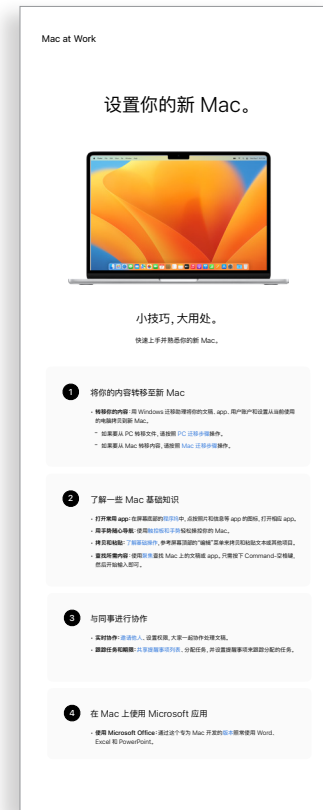 Mac at Work
设置你的新 Mac。
小技巧，大用处。
快速上手并熟悉你的新 Mac。
1
将你的内容转移至新 Mac
• 转移你的内容：用 Windows 迁移助理将你的文稿、app、用户账户和设置从当前使用
的电脑拷贝到新 Mac。
- 如果要从 PC 转移文件，请按照 PC 迁移步骤操作。
- 如果要从 Mac 转移内容，请按照 Mac 迁移步骤操作。
2
了解一些 Mac 基础知识
• 打开常用 app：在屏幕底部的程序坞中，点按照片和信息等 app 的图标，打开相应 app。
• 用手势随心导航：使用触控板和手势轻松操控你的 Mac。
• 拷贝和粘贴：了解基础操作，参考屏幕顶部的“编辑”菜单来拷贝和粘贴文本或其他项目。
• 查找所需内容：使用聚焦查找 Mac 上的文稿或 app。只需按下 Command-空格键，
然后开始输入即可。
3
与同事进行协作
• 实时协作：邀请他人、设置权限，大家一起协作处理文稿。
• 跟踪任务和期限：共享提醒事项列表、分配任务，并设置提醒事项来跟踪分配的任务。
4
在 Mac 上使用 Microsoft 应用
• 使用 Microsoft Office：通过这个专为 Mac 开发的版本照常使用 Word、
Excel 和 PowerPoint。